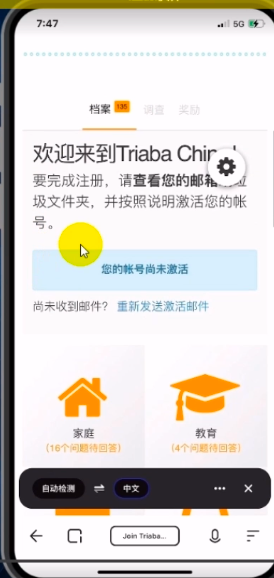 7:47
5G
档案 135 调查 奖励
欢迎来到Triaba Chin
要完成注册，请查看您的邮箱
圾文件夹，并按照说明激活您的帐
号。
您的帐号尚未激活
尚未收到邮件？ 重新发送激活邮件
家庭 教育
(16个问题待回答) (4个问题待回答)
自动检测 ⇌ 中文 ··· ×
Join Triaba...